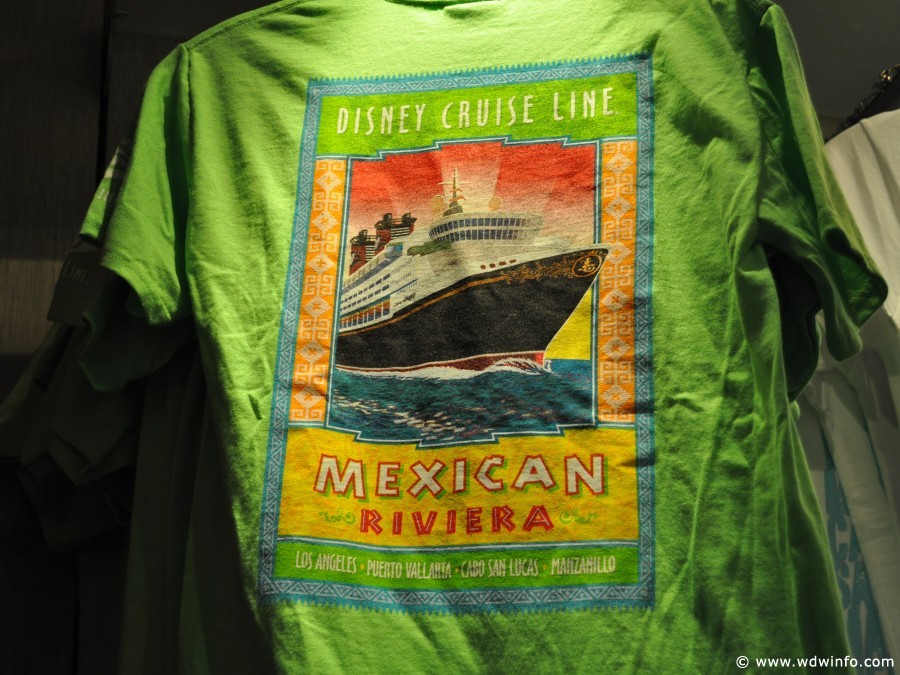 DISNEY CRUISE LINE
MEXICAN
RIVIERA
LOS ANGELES • PUERTO VALLARTA • CABO SAN LUCAS • MANZANILLO
© www.wdwinfo.com